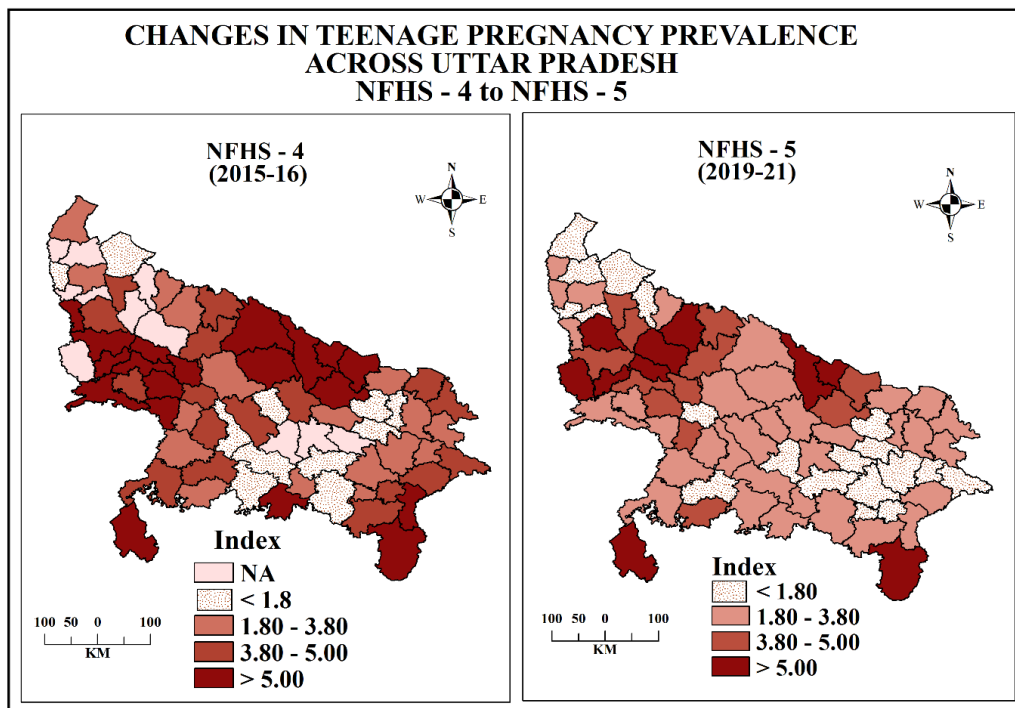 CHANGES IN TEENAGE PREGNANCY PREVALENCE
ACROSS UTTAR PRADESH
NFHS - 4 to NFHS - 5
NFHS - 4
(2015-16)
N
W E
S
Index
NA
< 1.8
1.80 - 3.80
3.80 - 5.00
> 5.00
100 50 0 100
KM
NFHS - 5
(2019-21)
N
W E
S
Index
< 1.80
1.80 - 3.80
3.80 - 5.00
> 5.00
100 50 0 100
KM